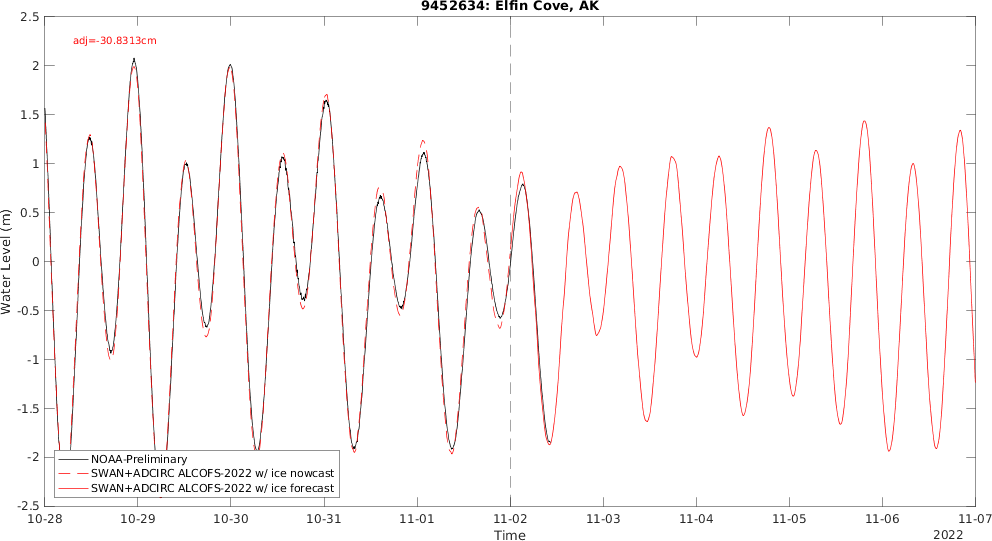 9452634: Elfin Cove, AK
adj=-30.8313cm
2.5
2
1.5
1
0.5
0
-0.5
-1
-1.5
-2
-2.5
Water Level (m)
NOAA-Preliminary
SWAN+ADCIRC ALCOFS-2022 w/ ice nowcast
SWAN+ADCIRC ALCOFS-2022 w/ ice forecast
10-28 10-29 10-30 10-31 11-01 11-02 11-03 11-04 11-05 11-06 11-07
Time
2022